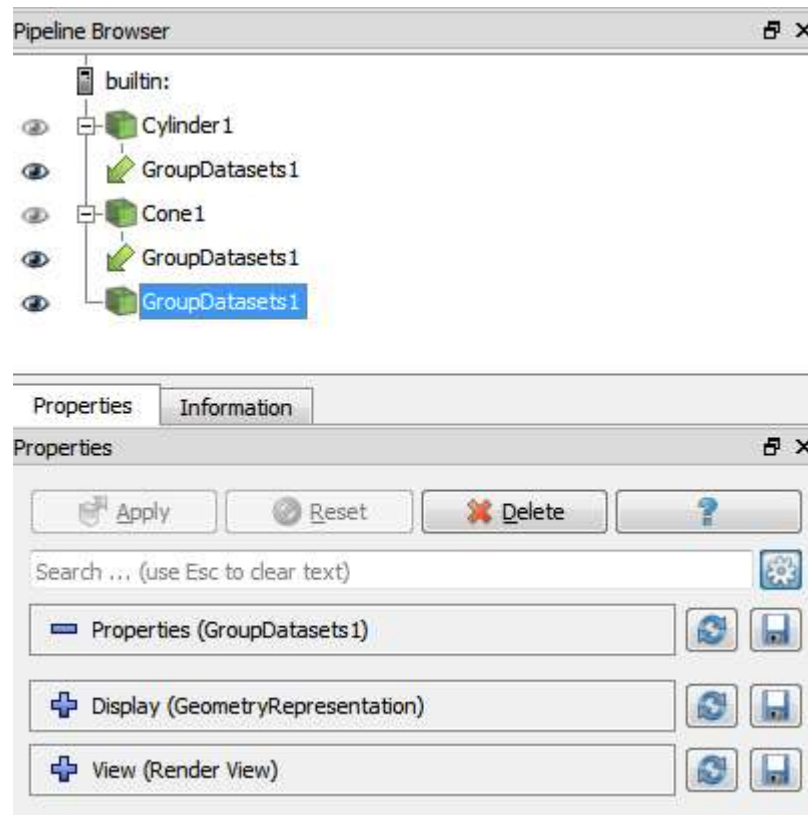 Pipeline Browser
builtin:
Cylinder1
GroupDatasets1
Cone1
GroupDatasets1
GroupDatasets1
Properties Information
Properties
Apply Reset Delete ?
Search ... (use Esc to clear text)
Properties (GroupDatasets1)
Display (GeometryRepresentation)
View (Render View)